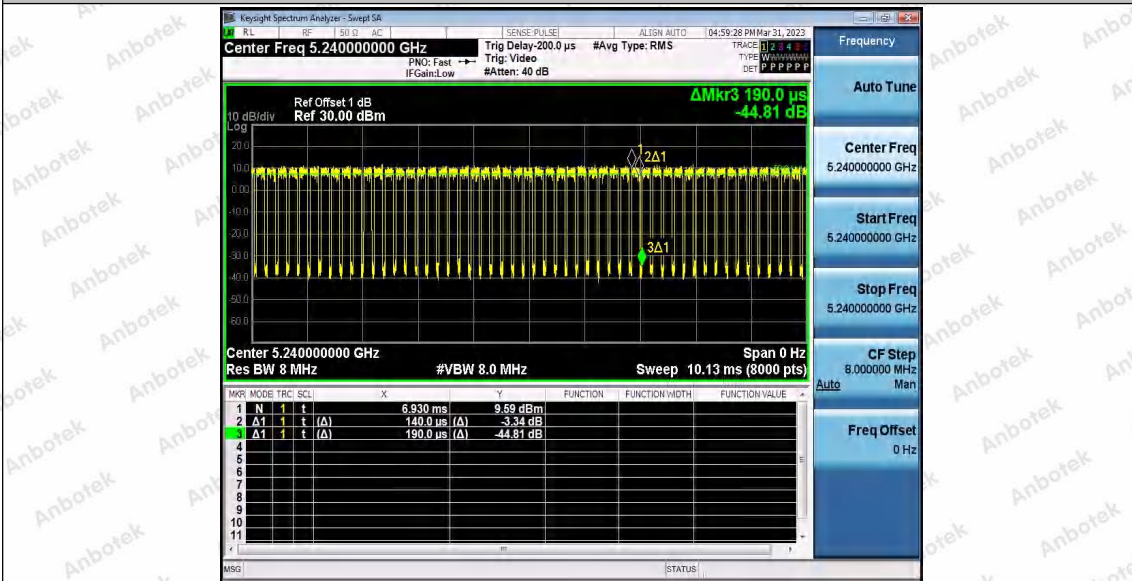 Keysight Spectrum Analyzer - Swept SA
RL RF 50 Ω AC SENSE:PULSE ALIGN AUTO 04:59:28 PM Mar 31, 2023
Center Freq 5.240000000 GHz
PNO: Fast
IFGain:Low
Trig Delay-200.0 µs
Trig: Video
#Atten: 40 dB
#Avg Type: RMS
TRACE 1 2 3 4 5 6
TYPE WWWWWW
DET P P P P P P
Ref Offset 1 dB
10 dB/div Ref 30.00 dBm
Log
ΔMkr3 190.0 µs
-44.81 dB
20.0
10.0
0.00
-10.0
-20.0
-30.0
-40.0
-50.0
-60.0
1
2Δ1
3Δ1
Center 5.240000000 GHz Span 0 Hz
Res BW 8 MHz #VBW 8.0 MHz Sweep 10.13 ms (8000 pts)
MKR MODE TRC SCL X Y FUNCTION FUNCTION WIDTH FUNCTION VALUE
1 N 1 t 6.930 ms 9.59 dBm
2 Δ1 1 t (Δ) 140.0 µs (Δ) -3.34 dB
3 Δ1 1 t (Δ) 190.0 µs (Δ) -44.81 dB
4
5
6
7
8
9
10
11
MSG STATUS
Frequency
Auto Tune
Center Freq
5.240000000 GHz
Start Freq
5.240000000 GHz
Stop Freq
5.240000000 GHz
CF Step
8.000000 MHz
Auto Man
Freq Offset
0 Hz
Anbotek